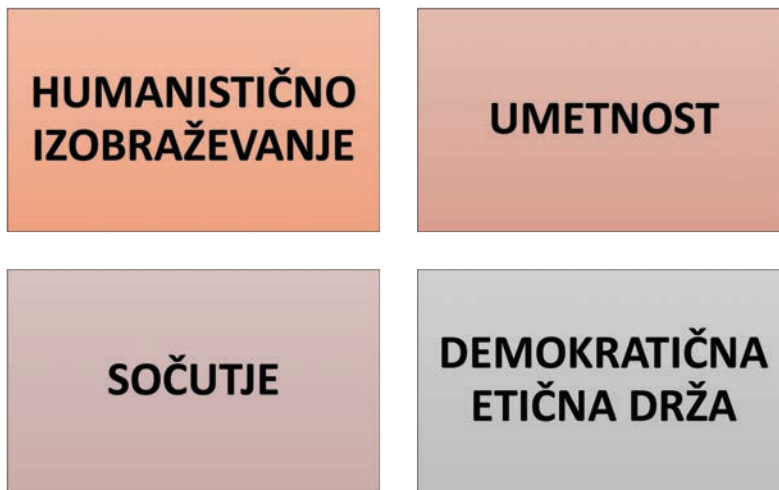 HUMANISTIČNO
IZOBRAŽEVANJE
UMETNOST
SOČUTJE
DEMOKRATIČNA
ETIČNA DRŽA